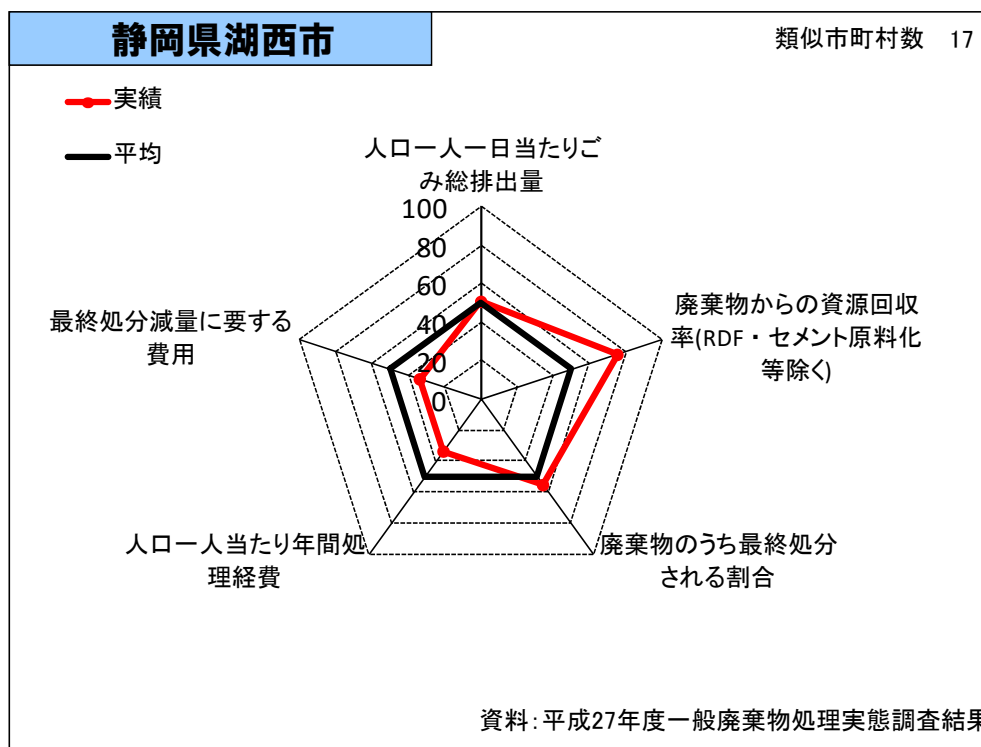 静岡県湖西市
類似市町村数 17
実績
平均
人口一人一日当たりご
み総排出量
100
80
60
40
20
0
廃棄物からの資源回収
率(RDF・セメント原料化
等除く)
最終処分減量に要する
費用
人口一人当たり年間処
理経費
廃棄物のうち最終処分
される割合
資料:平成27年度一般廃棄物処理実態調査結果